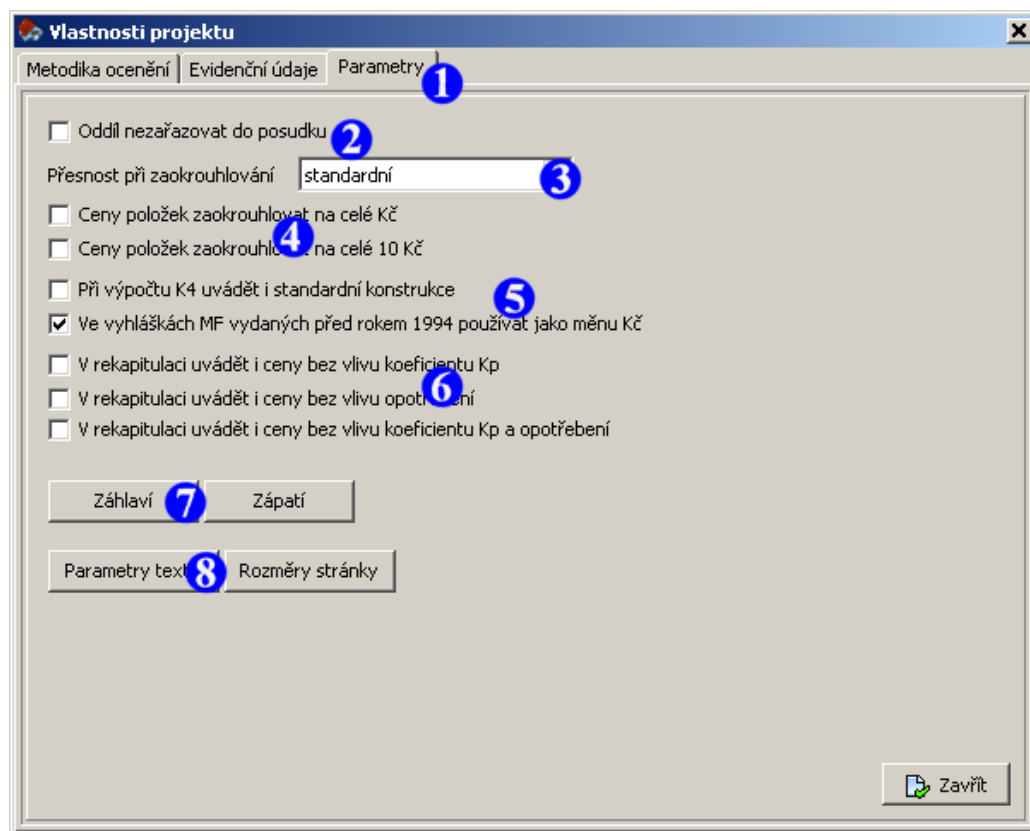 Vlastnosti projektu
Metodika ocenění Evidenční údaje Parametry 1
Oddíl nezařazovat do posudku 2
Přesnost při zaokrouhlování standardní 3
Ceny položek zaokrouhlovat na celé Kč
4
Ceny položek na celé 10 Kč
Při výpočtu K4 uvádět i standardní konstrukce 5
Ve vyhláškách MF vydaných před rokem 1994 používat jako měnu Kč
V rekapitulaci uvádět i ceny bez vlivu koeficientu Kp
6
V rekapitulaci uvádět i ceny bez vlivu opotřebení
V rekapitulaci uvádět i ceny bez vlivu koeficientu Kp a opotřebení
Záhlaví 7 Zápatí
Parametry 8 Rozměry stránky
Zavřít